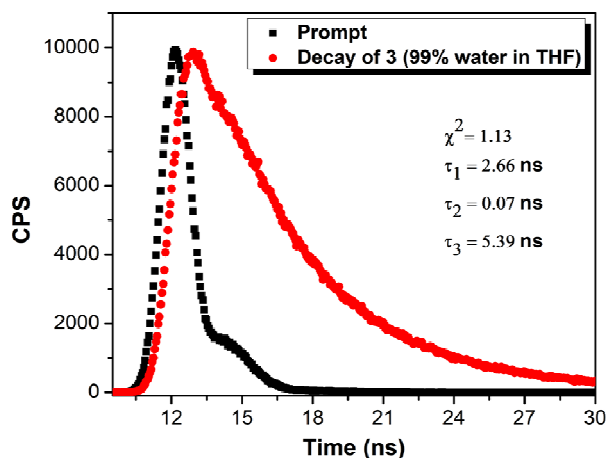 Prompt
Decay of 3 (99% water in THF)
χ² = 1.13
τ₁ = 2.66 ns
τ₂ = 0.07 ns
τ₃ = 5.39 ns
CPS
10000
8000
6000
4000
2000
0
12 15 18 21 24 27 30
Time (ns)